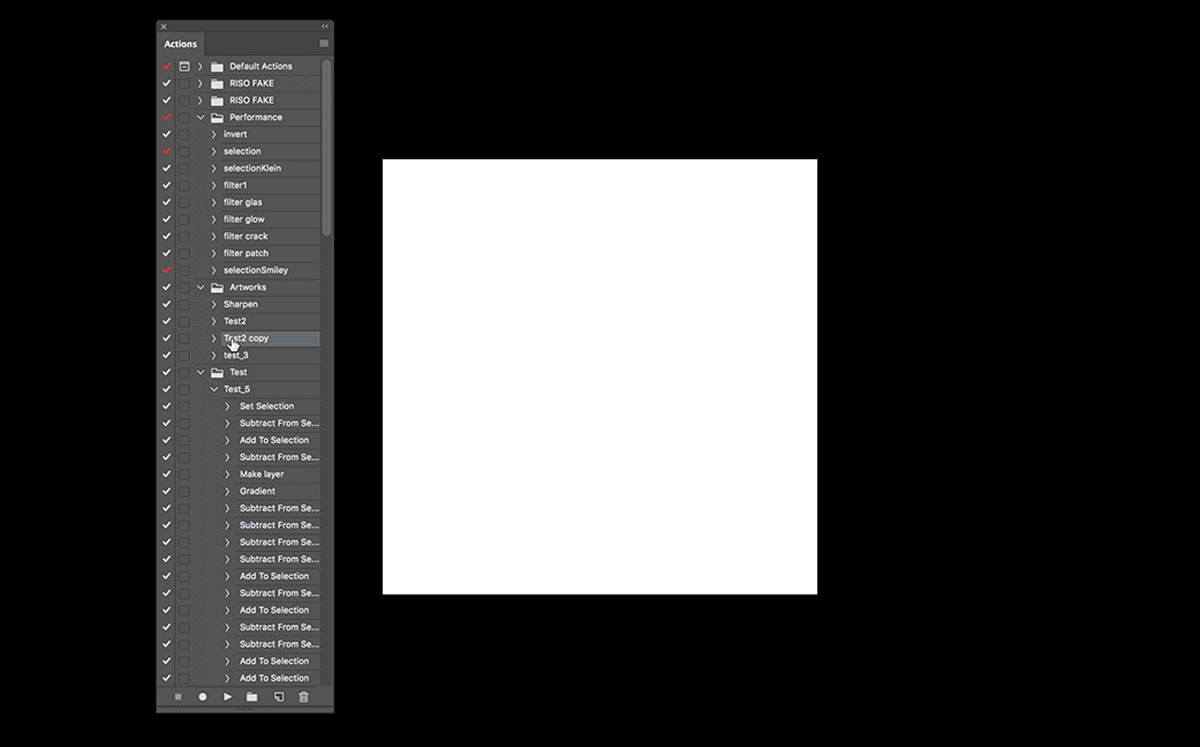 Actions
Default Actions
RISO FAKE
RISO FAKE
Performance
invert
selection
selectionKlein
filter1
filter glas
filter glow
filter crack
filter patch
selectionSmiley
Artworks
Sharpen
Test2
Test2 copy
test_3
Test
Test_5
Set Selection
Subtract From Se...
Add To Selection
Subtract From Se...
Make layer
Gradient
Subtract From Se...
Subtract From Se...
Subtract From Se...
Subtract From Se...
Add To Selection
Subtract From Se...
Add To Selection
Subtract From Se...
Subtract From Se...
Add To Selection
Add To Selection